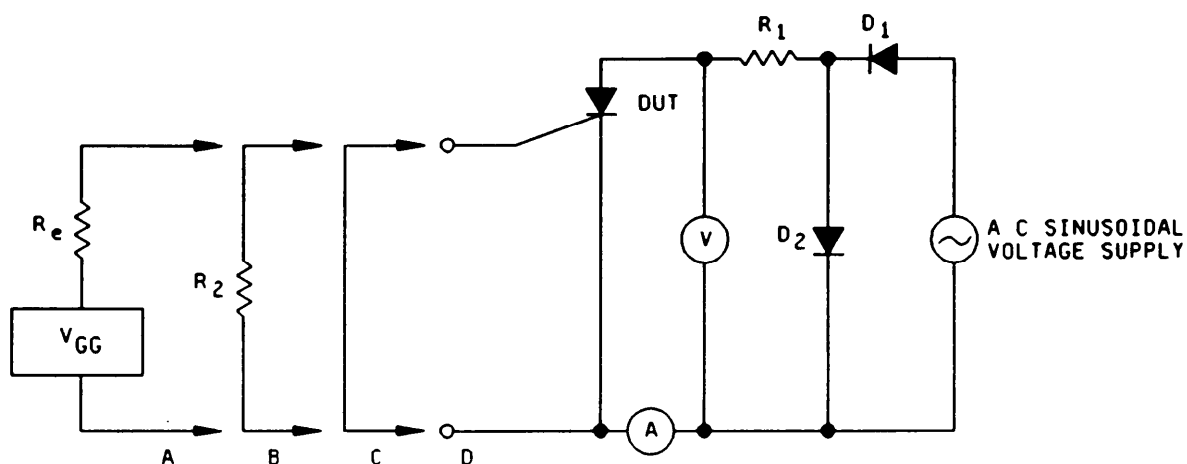 R1
D1
DUT
Re
R2
V
D2
A C SINUSOIDAL
VOLTAGE SUPPLY
VGG
A
A
B
C
D